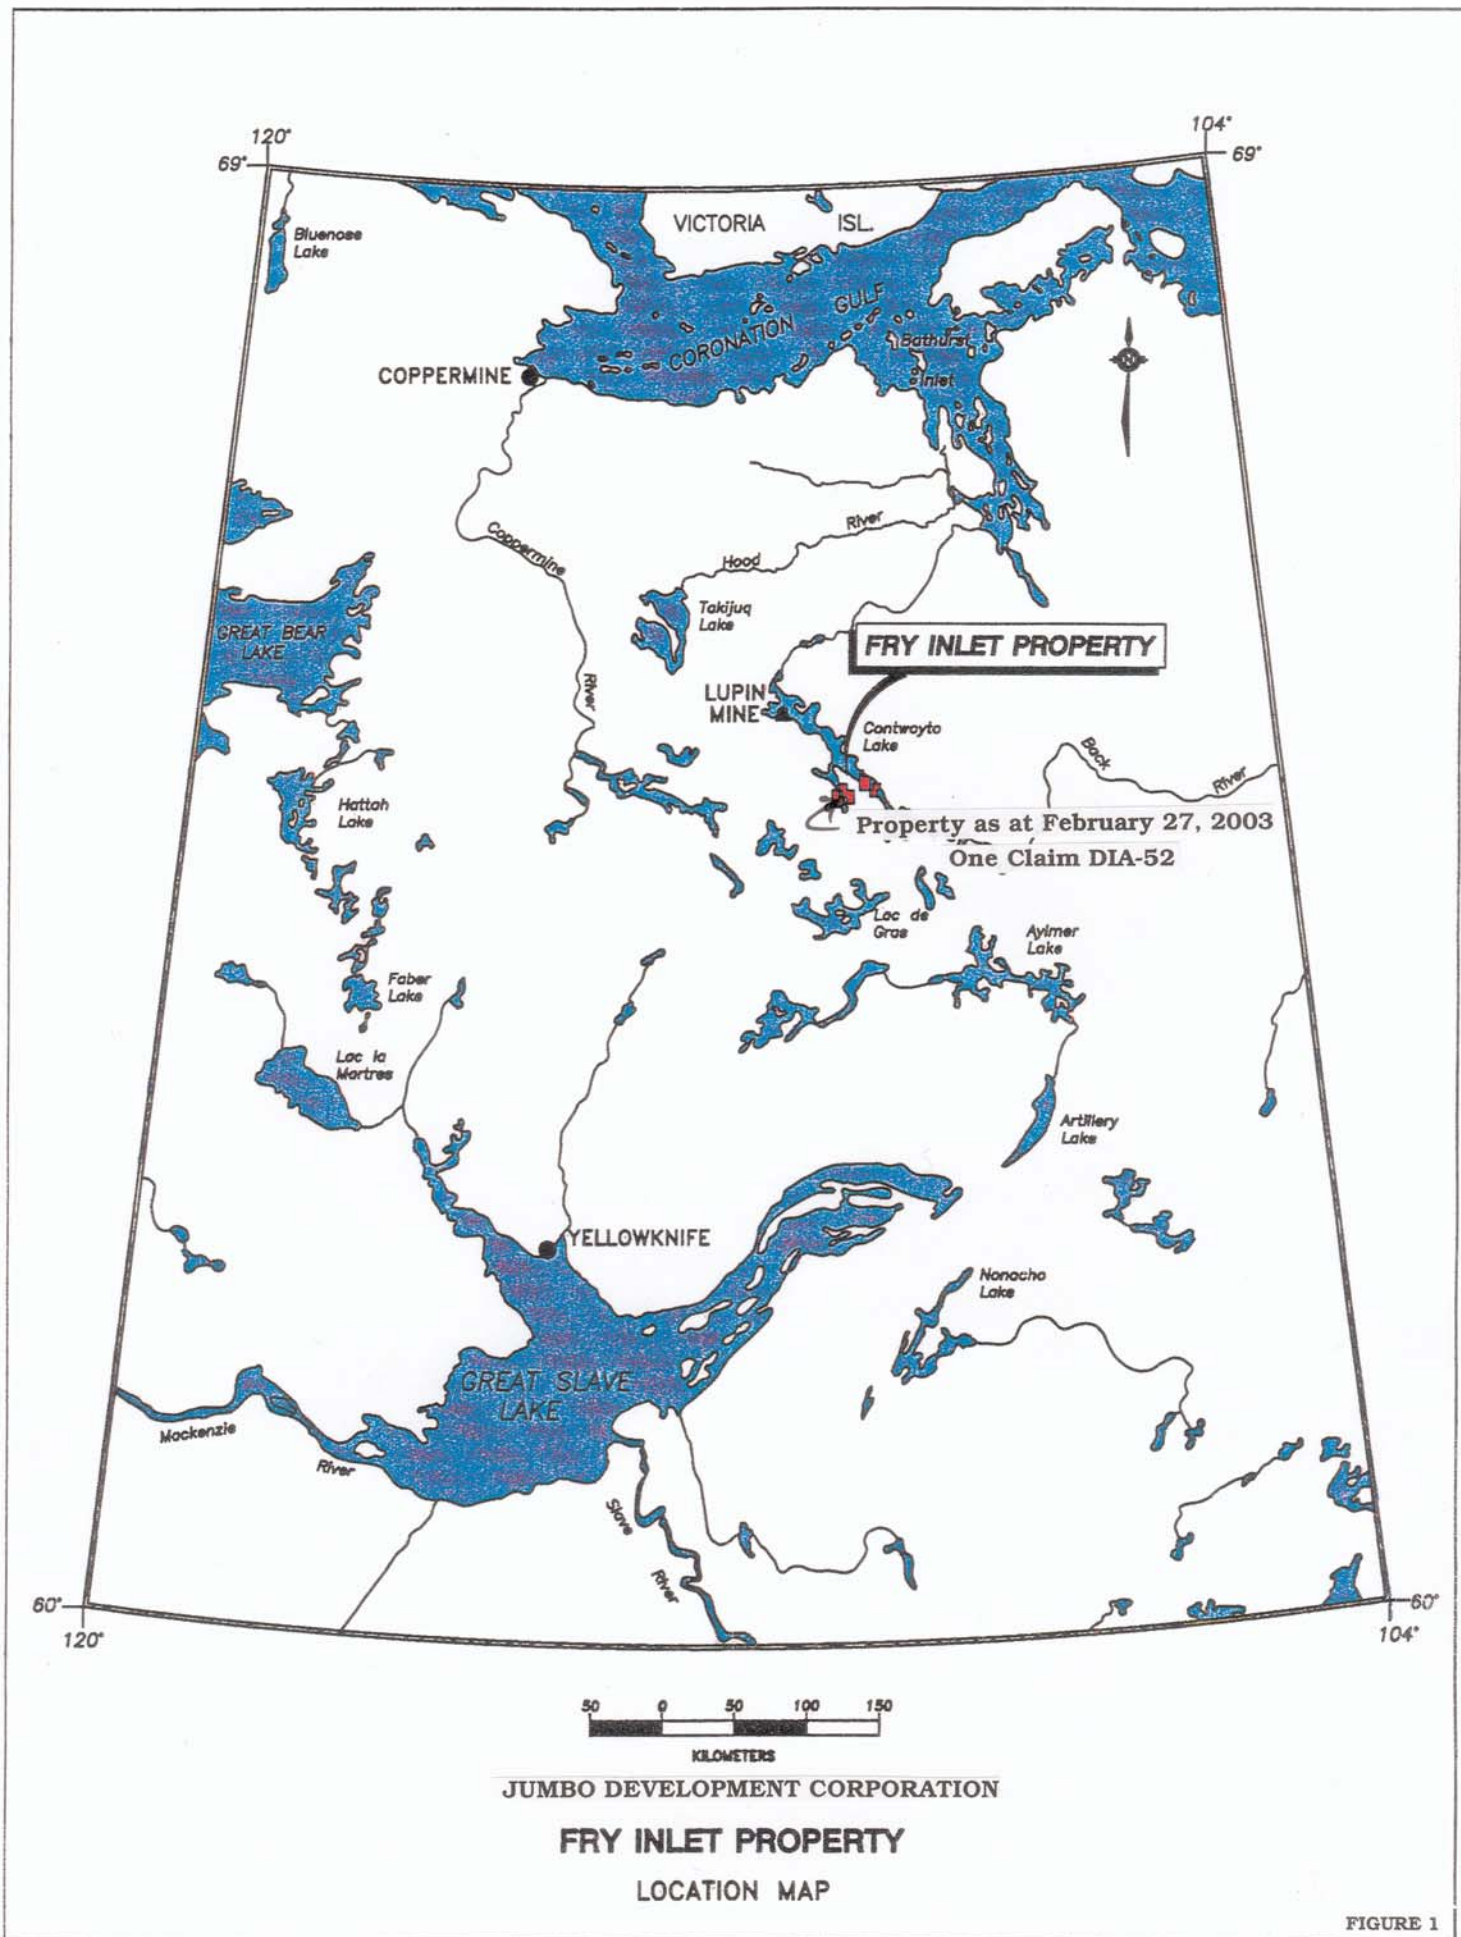 120°
104°
69°
69°
VICTORIA ISL.
Bluenose
Lake
CORONATION GULF
Bathurst
Inlet
COPPERMINE
N
Coppermine
River
Hood
River
Takijuq
Lake
GREAT BEAR
LAKE
FRY INLET PROPERTY
LUPIN
MINE
Contwoyto
Lake
Back
River
Hattah
Lake
Property as at February 27, 2003
One Claim DIA-52
Lac de
Gras
Aylmer
Lake
Faber
Lake
Lac la
Martres
Artillery
Lake
YELLOWKNIFE
Nonacho
Lake
GREAT SLAVE
LAKE
Mackenzie
River
Slave
River
60°
60°
120°
104°
50 0 50 100 150
KILOMETERS
JUMBO DEVELOPMENT CORPORATION
FRY INLET PROPERTY
LOCATION MAP
FIGURE 1